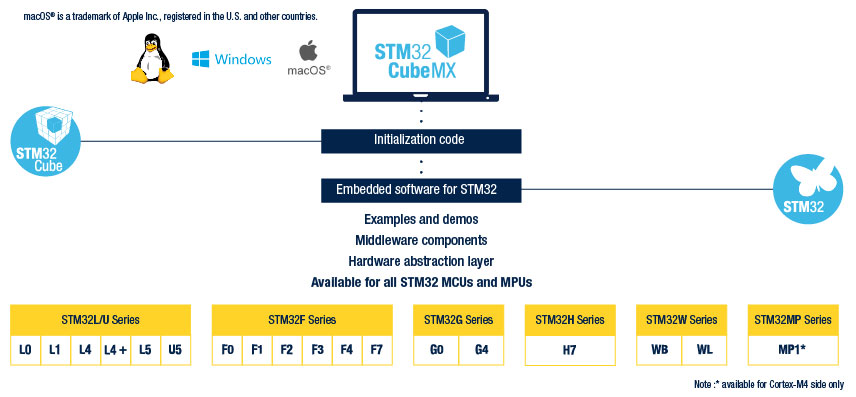 macOS® is a trademark of Apple Inc., registered in the U.S. and other countries.
Windows
macOS®
STM32
CubeMX
STM32
Cube
Initialization code
Embedded software for STM32
STM32
Examples and demos
Middleware components
Hardware abstraction layer
Available for all STM32 MCUs and MPUs
STM32L/U Series STM32F Series STM32G Series STM32H Series STM32W Series STM32MP Series
L0 L1 L4 L4+ L5 U5 F0 F1 F2 F3 F4 F7 G0 G4 H7 WB WL MP1*
Note :* available for Cortex-M4 side only